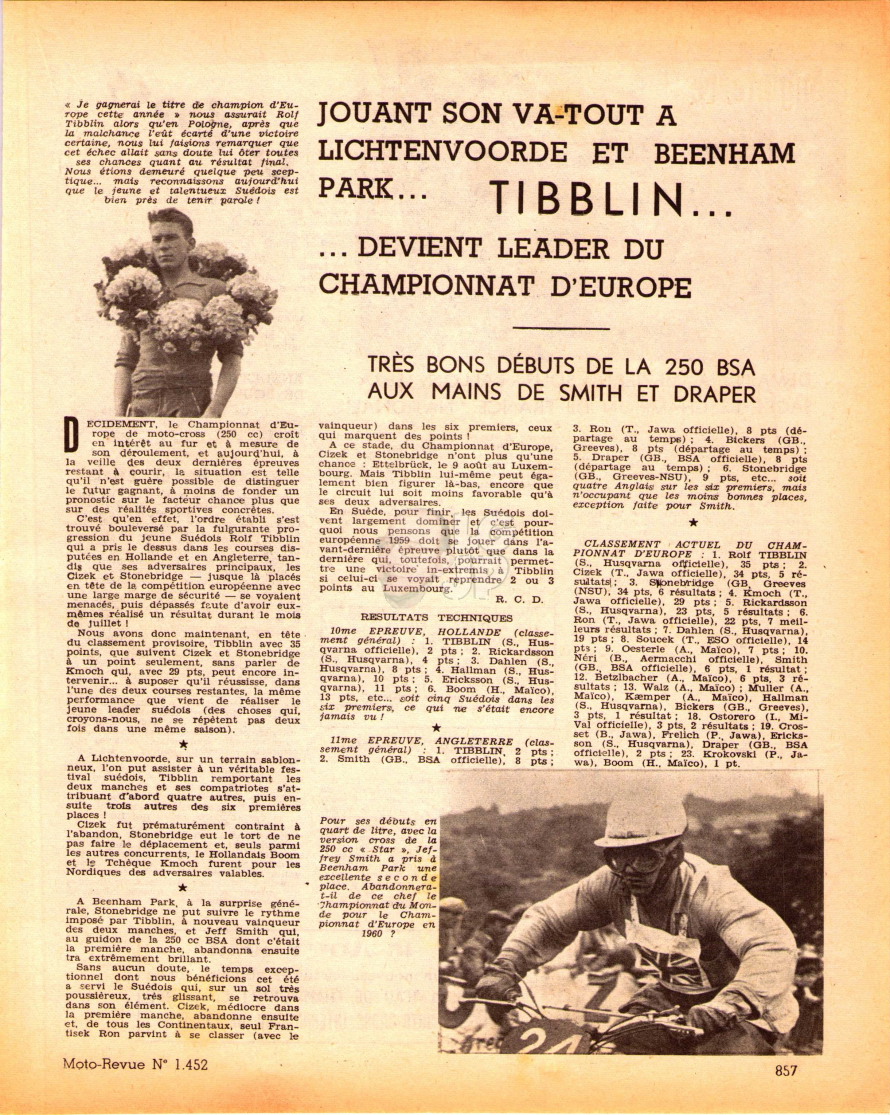 « Je gagnerai le titre de champion d'Eu-
rope cette année » nous assurait Rolf
Tibblin alors qu'en Pologne, après que
la malchance l'eût écarté d'une victoire
certaine, nous lui faisions remarquer que
cet échec allait sans doute lui ôter toutes
ses chances quant au résultat final.
Nous étions demeuré quelque peu scep-
tique... mais reconnaissons aujourd'hui
que le jeune et talentueux Suédois est
bien près de tenir parole !
JOUANT SON VA-TOUT A
LICHTENVOORDE ET BEENHAM
PARK... TIBBLIN...
... DEVIENT LEADER DU
CHAMPIONNAT D'EUROPE
TRÈS BONS DÉBUTS DE LA 250 BSA
AUX MAINS DE SMITH ET DRAPER
DECIDEMENT, le Championnat d'Eu-
rope de moto-cross (250 cc) croît
en intérêt au fur et à mesure de
son déroulement, et aujourd'hui, à
la veille des deux dernières épreuves
restant à courir, la situation est telle
qu'il n'est guère possible de distinguer
le futur gagnant, à moins de fonder un
pronostic sur le facteur chance plus que
sur des réalités sportives concrètes.
C'est qu'en effet, l'ordre établi s'est
trouvé bouleversé par la fulgurante pro-
gression du jeune Suédois Rolf Tibblin
qui a pris le dessus dans les courses dis-
putées en Hollande et en Angleterre, tan-
dis que ses adversaires principaux, les
Cizek et Stonebridge — jusque là placés
en tête de la compétition européenne avec
une large marge de sécurité — se voyaient
menacés, puis dépassés faute d'avoir eux-
mêmes réalisé un résultat durant le mois
de juillet !
Nous avons donc maintenant, en tête
du classement provisoire, Tibblin avec 35
points, que suivent Cizek et Stonebridge
à un point seulement, sans parler de
Kmoch qui, avec 29 pts, peut encore in-
tervenir... à supposer qu'il réussisse, dans
l'une des deux courses restantes, la même
performance que vient de réaliser le
jeune leader suédois (des choses qui,
croyons-nous, ne se répètent pas deux
fois dans une même saison).
★
A Lichtenvoorde, sur un terrain sablon-
neux, l'on put assister à un véritable fes-
tival suédois, Tibblin remportant les
deux manches et ses compatriotes s'at-
tribuant d'abord quatre autres, puis en-
suite trois autres des six premières
places !
Cizek fut prématurément contraint à
l'abandon, Stonebridge eut le tort de ne
pas faire le déplacement et, seuls parmi
les autres concurrents, le Hollandais Boom
et le Tchèque Kmoch furent pour les
Nordiques des adversaires valables.
★
A Beenham Park, à la surprise géné-
rale, Stonebridge ne put suivre le rythme
imposé par Tibblin, à nouveau vainqueur
des deux manches, et Jeff Smith qui,
au guidon de la 250 cc BSA dont c'était
la première manche, abandonna ensuite
tra extrêmement brillant.
Sans aucun doute, le temps excep-
tionnel dont nous bénéficions cet été
a servi le Suédois qui, sur un sol très
poussiéreux, très glissant, se retrouva
dans son élément. Cizek, médiocre dans
la première manche, abandonne ensuite
et, de tous les Continentaux, seul Fran-
tisek Ron parvint à se classer (avec le
vainqueur) dans les six premiers, ceux
qui marquent des points !
A ce stade, du Championnat d'Europe,
Cizek et Stonebridge n'ont plus qu'une
chance : Ettelbrück, le 9 août au Luxem-
bourg. Mais Tibblin lui-même peut éga-
lement bien figurer là-bas, encore que
le circuit lui soit moins favorable qu'à
ses deux adversaires.
En Suède, pour finir, les Suédois doi-
vent largement dominer et c'est pour-
quoi nous pensons que la compétition
européenne 1959 doit se jouer dans l'a-
vant-dernière épreuve plutôt que dans la
dernière qui, toutefois, pourrait permet-
tre une victoire in-extremis à Tibblin
si celui-ci se voyait reprendre 2 ou 3
points au Luxembourg.
R. C. D.
RESULTATS TECHNIQUES
10me EPREUVE, HOLLANDE (classe-
ment général) : 1. TIBBLIN (S., Hus-
qvarna officielle), 2 pts ; 2. Rickardsson
(S., Husqvarna), 4 pts ; 3. Dahlen (S.,
Husqvarna), 8 pts ; 4. Hallman (S., Hus-
qvarna), 10 pts ; 5. Ericksson (S., Hus-
qvarna), 11 pts ; 6. Boom (H., Maïco),
13 pts, etc... soit cinq Suédois dans les
six premiers, ce qui ne s'était encore
jamais vu !
★
11me EPREUVE, ANGLETERRE (clas-
sement général) : 1. TIBBLIN, 2 pts ;
2. Smith (GB., BSA officielle), 8 pts ;
3. Ron (T., Jawa officielle), 8 pts (dé-
partage au temps) ; 4. Bickers (GB.,
Greeves), 8 pts (départage au temps) ;
5. Draper (GB., BSA officielle), 8 pts
(départage au temps) ; 6. Stonebridge
(GB., Greeves-NSU), 9 pts, etc... soit
quatre Anglais sur les six premiers, mais
n'occupant que les moins bonnes places,
exception faite pour Smith.
★
CLASSEMENT ACTUEL DU CHAM-
PIONNAT D'EUROPE : 1. Rolf TIBBLIN
(S., Husqvarna officielle), 35 pts ; 2.
Cizek (T., Jawa officielle), 34 pts, 5 ré-
sultats ; 3. Stonebridge (GB, Greeves
(NSU), 34 pts, 6 résultats ; 4. Kmoch (T.,
Jawa officielle), 29 pts ; 5. Rickardsson
(S., Husqvarna), 23 pts, 5 résultats ; 6.
Ron (T., Jawa officielle), 22 pts, 7 meil-
leurs résultats ; 7. Dahlen (S., Husqvarna),
19 pts ; 8. Soucek (T., ESO officielle), 14
pts ; 9. Oesterle (A., Maïco), 7 pts ; 10.
Néri (B., Aermacchi officielle), Smith
(GB., BSA officielle), 6 pts, 1 résultat ;
12. Betzlbacher (A., Maïco), 6 pts, 3 ré-
sultats ; 13. Walz (A., Maïco) ; Muller (A.,
Maïco), Kemper (A., Maïco), Hallman
(S., Husqvarna), Bickers (GB., Greeves),
3 pts, 1 résultat ; 18. Ostorero (I., Mi-
Val officielle), 3 pts, 2 résultats ; 19. Cros-
set (B., Jawa), Frelich (P., Jawa), Ericks-
son (S., Husqvarna), Draper (GB., BSA
officielle), 2 pts ; 23. Krokovski (P., Ja-
wa), Boom (H., Maïco), 1 pt.
Pour ses débuts en
quart de litre, avec la
version cross de la
250 cc « Star », Jef-
frey Smith a pris à
Beenham Park une
excellente seconde
place. Abandonnera-
t-il de ce chef le
Championnat du Mon-
de pour le Cham-
pionnat d'Europe en
1960 ?
24
Moto-Revue N° 1.452
857